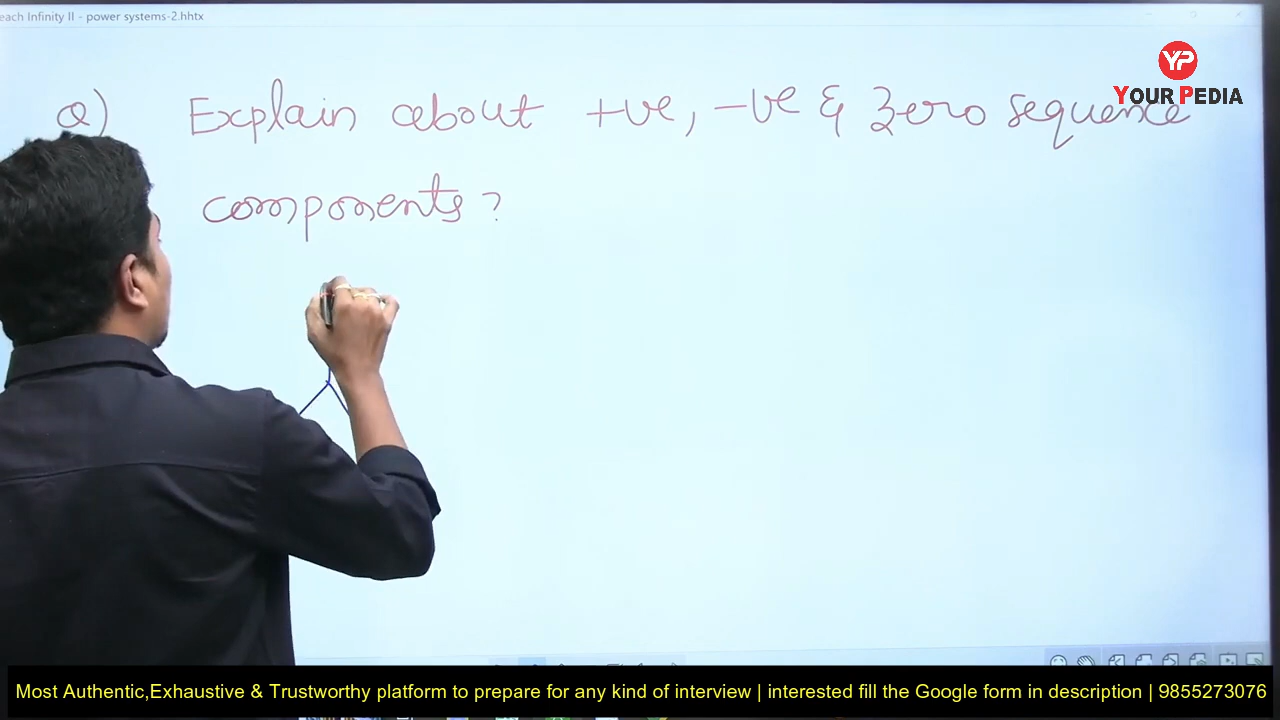 each Infinity II - power systems-2.hhtx
YP
YOUR PEDIA
Q) Explain about +ve, -ve & Zero sequence
components?
Most Authentic,Exhaustive & Trustworthy platform to prepare for any kind of interview | interested fill the Google form in description | 9855273076